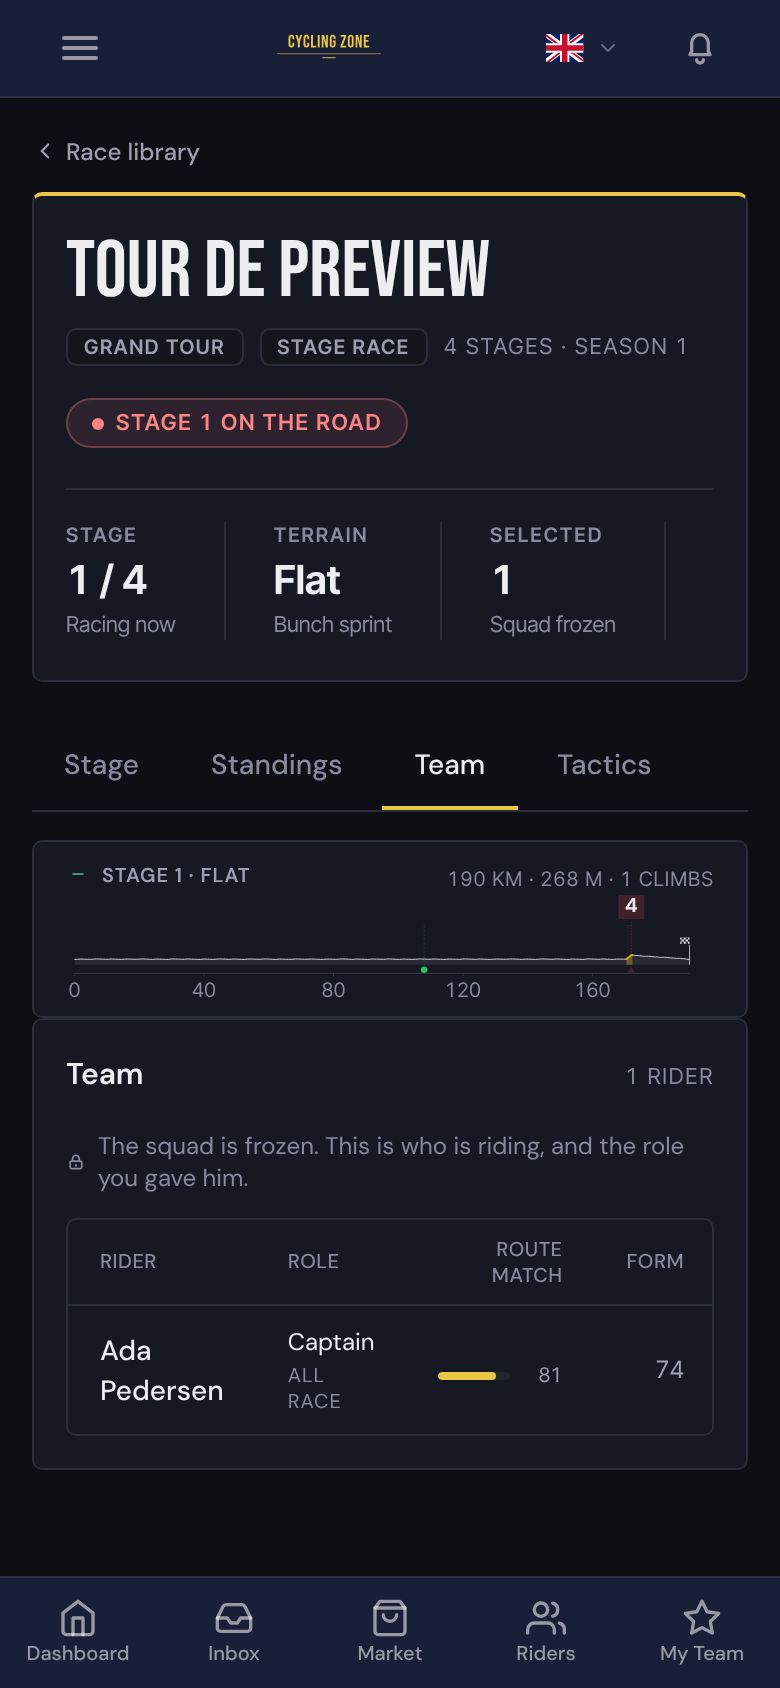 CYCLING ZONE
Race library
TOUR DE PREVIEW
GRAND TOUR STAGE RACE 4 STAGES · SEASON 1
STAGE 1 ON THE ROAD
STAGE TERRAIN SELECTED
1 / 4 Flat 1
Racing now Bunch sprint Squad frozen
Stage Standings Team Tactics
STAGE 1 · FLAT 190 KM · 268 M · 1 CLIMBS
4
0 40 80 120 160
Team 1 RIDER
The squad is frozen. This is who is riding, and the role
you gave him.
RIDER ROLE ROUTE MATCH FORM
Ada Pedersen Captain ALL RACE 81 74
Dashboard Inbox Market Riders My Team